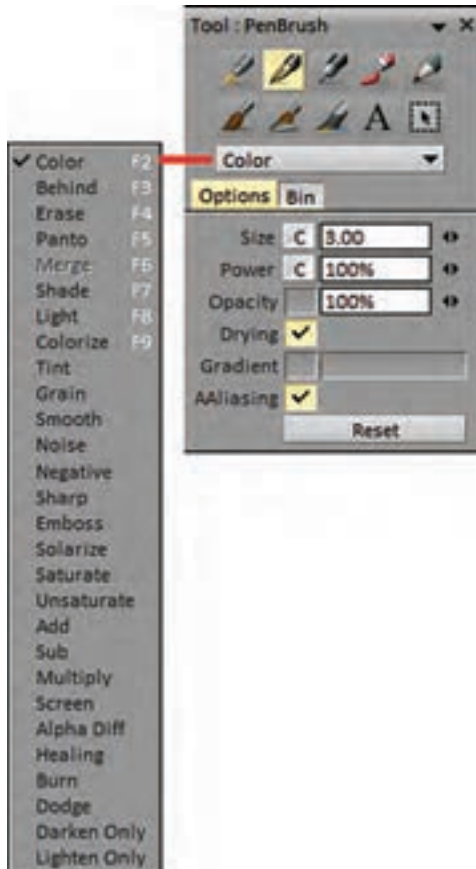 Tool : PenBrush
A
Color
Options Bin
Size C 3.00
Power C 100%
Opacity 100%
Drying
Gradient
AAliasing
Reset
Color F2
Behind F3
Erase F4
Panto F5
Merge F6
Shade F7
Light F8
Colorize F9
Tint
Grain
Smooth
Noise
Negative
Sharp
Emboss
Solarize
Saturate
Unsaturate
Add
Sub
Multiply
Screen
Alpha Diff
Healing
Burn
Dodge
Darken Only
Lighten Only